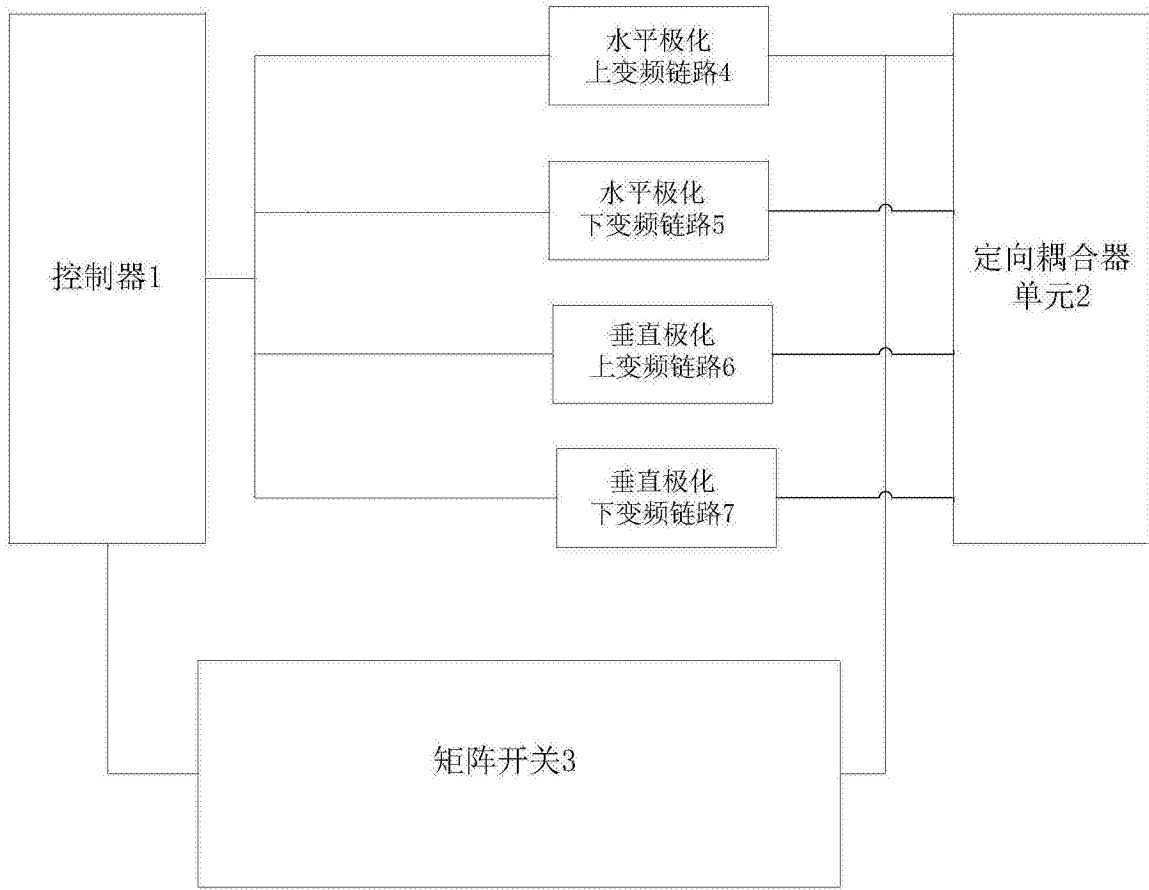 水平极化
上变频链路4
水平极化
下变频链路5
控制器1
定向耦合器
单元2
垂直极化
上变频链路6
垂直极化
下变频链路7
矩阵开关3